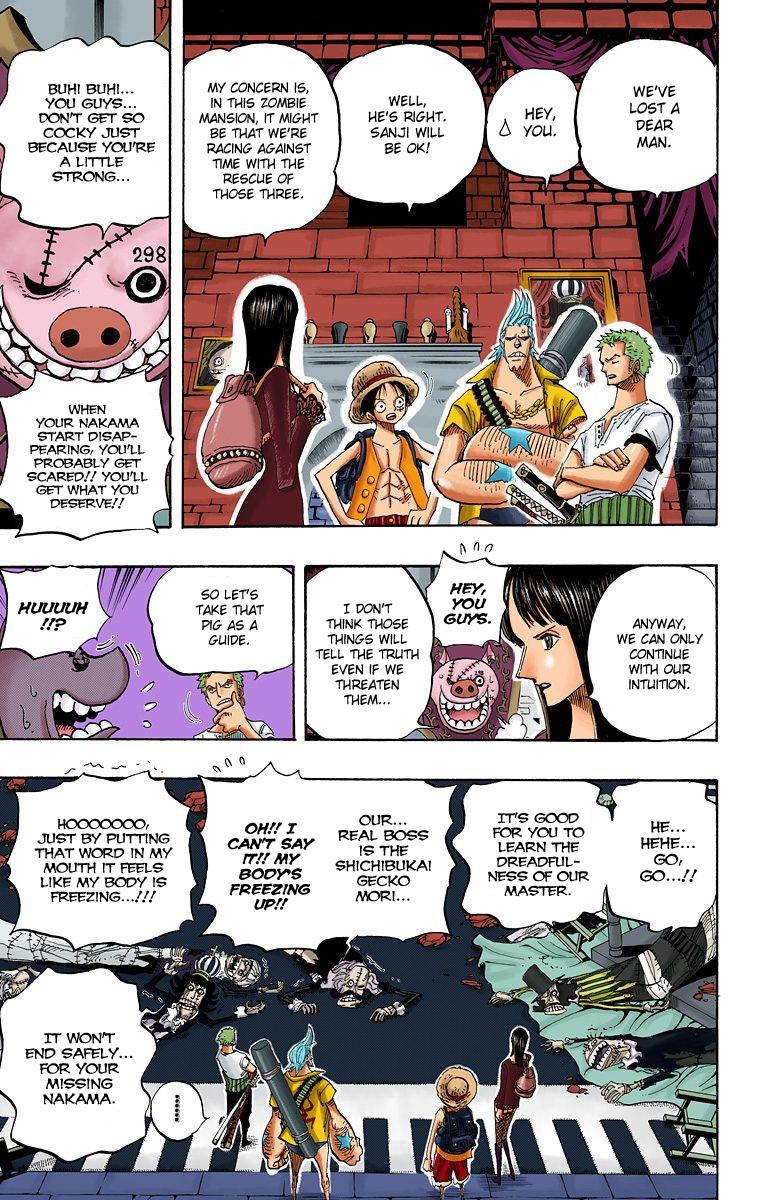 WE'VE
LOST A
DEAR
MAN.
HEY,
YOU.
WELL,
HE'S RIGHT.
SANJI WILL
BE OK!
MY CONCERN IS,
IN THIS ZOMBIE
MANSION, IT MIGHT
BE THAT WE'RE
RACING AGAINST
TIME WITH THE
RESCUE OF
THOSE THREE.
BUH! BUH!...
YOU GUYS...
DON'T GET SO
COCKY JUST
BECAUSE YOU'RE
A LITTLE
STRONG...
298
WHEN
YOUR NAKAMA
START DISAP-
PEARING, YOU'LL
PROBABLY GET
SCARED!! YOU'LL
GET WHAT YOU
DESERVE!!
ANYWAY,
WE CAN ONLY
CONTINUE
WITH OUR
INTUITION.
HEY,
YOU
GUYS.
I DON'T
THINK THOSE
THINGS WILL
TELL THE TRUTH
EVEN IF WE
THREATEN
THEM...
SO LET'S
TAKE THAT
PIG AS A
GUIDE.
HUUUUH
!!?
HE...
HEHE...
GO,
GO...!!
IT'S GOOD
FOR YOU TO
LEARN THE
DREADFUL-
NESS OF OUR
MASTER.
OUR...
REAL BOSS
IS THE
SHICHIBUKAI
GECKO
MORI...
OH!! I
CAN'T SAY
IT!! MY
BODY'S
FREEZING
UP!!
HOOOOOOO,
JUST BY PUTTING
THAT WORD IN MY
MOUTH IT FEELS
LIKE MY BODY IS
FREEZING...!!!
IT WON'T
END SAFELY...
FOR YOUR
MISSING
NAKAMA.
......